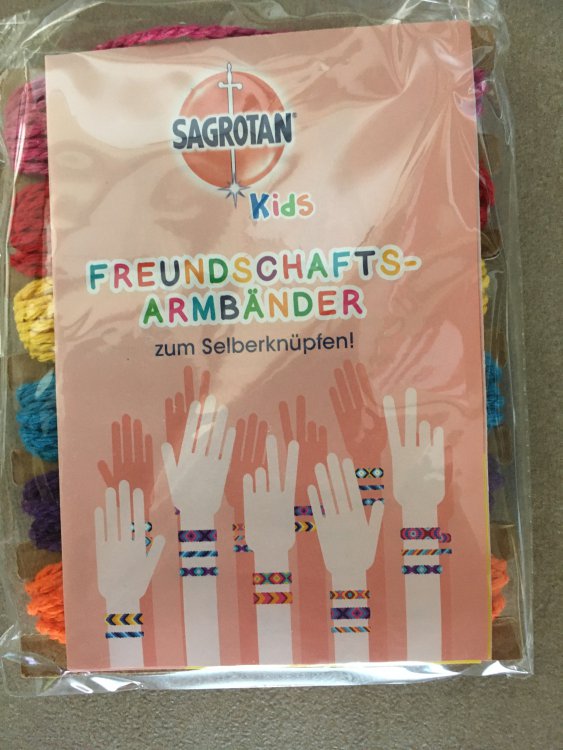 SAGROTAN®
Kids
FREUNDSCHAFTS-
ARMBÄNDER
zum Selberknüpfen!